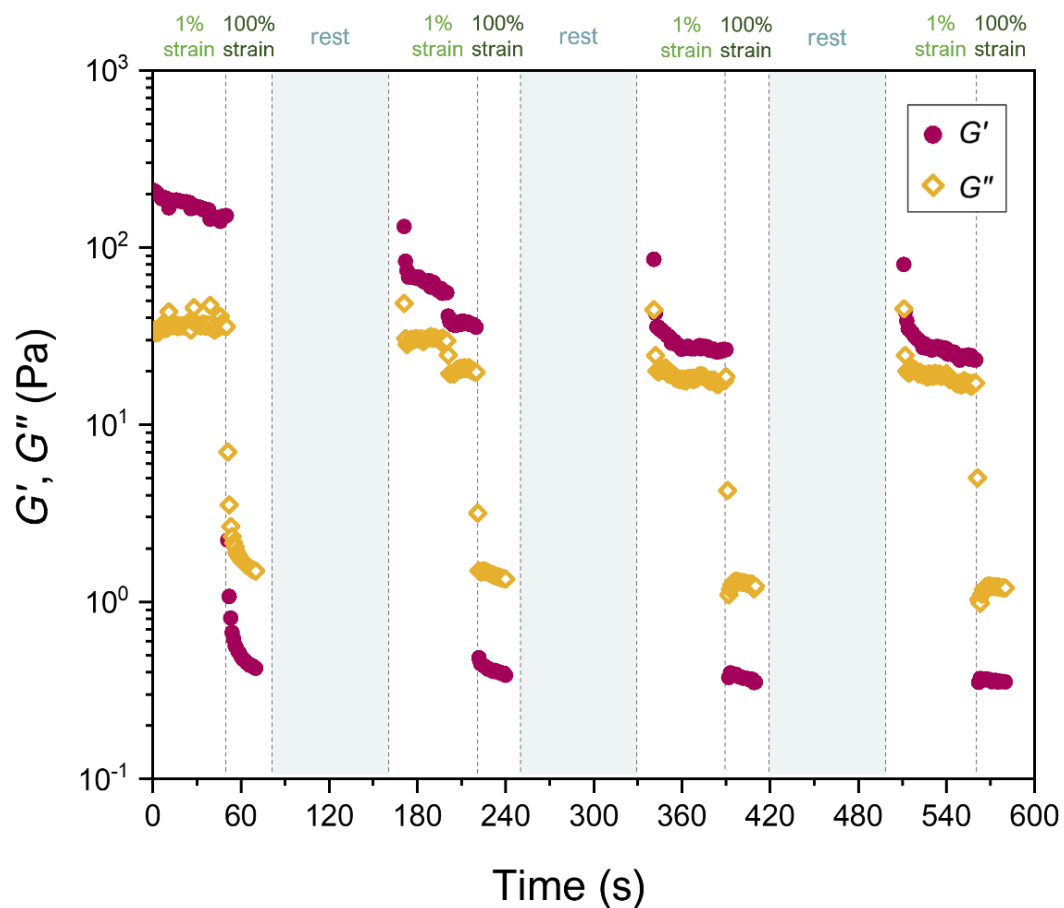 1% 100% 1% 100% 1% 100% 1% 100%
strain strain rest strain strain rest strain strain rest strain strain
10³
10²
10¹
10⁰
10⁻¹
G', G'' (Pa)
G'
G''
0 60 120 180 240 300 360 420 480 540 600
Time (s)